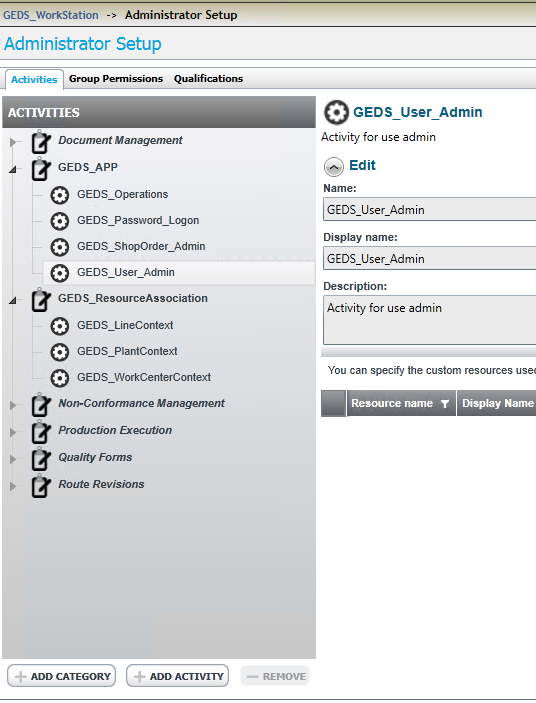 GEDS_WorkStation -> Administrator Setup
Administrator Setup
Activities Group Permissions Qualifications
ACTIVITIES
Document Management
GEDS_APP
GEDS_Operations
GEDS_Password_Logon
GEDS_ShopOrder_Admin
GEDS_User_Admin
GEDS_ResourceAssociation
GEDS_LineContext
GEDS_PlantContext
GEDS_WorkCenterContext
Non-Conformance Management
Production Execution
Quality Forms
Route Revisions
ADD CATEGORY ADD ACTIVITY REMOVE
GEDS_User_Admin
Activity for use admin
Edit
Name:
GEDS_User_Admin
Display name:
GEDS_User_Admin
Description:
Activity for use admin
You can specify the custom resources used
Resource name Display Name